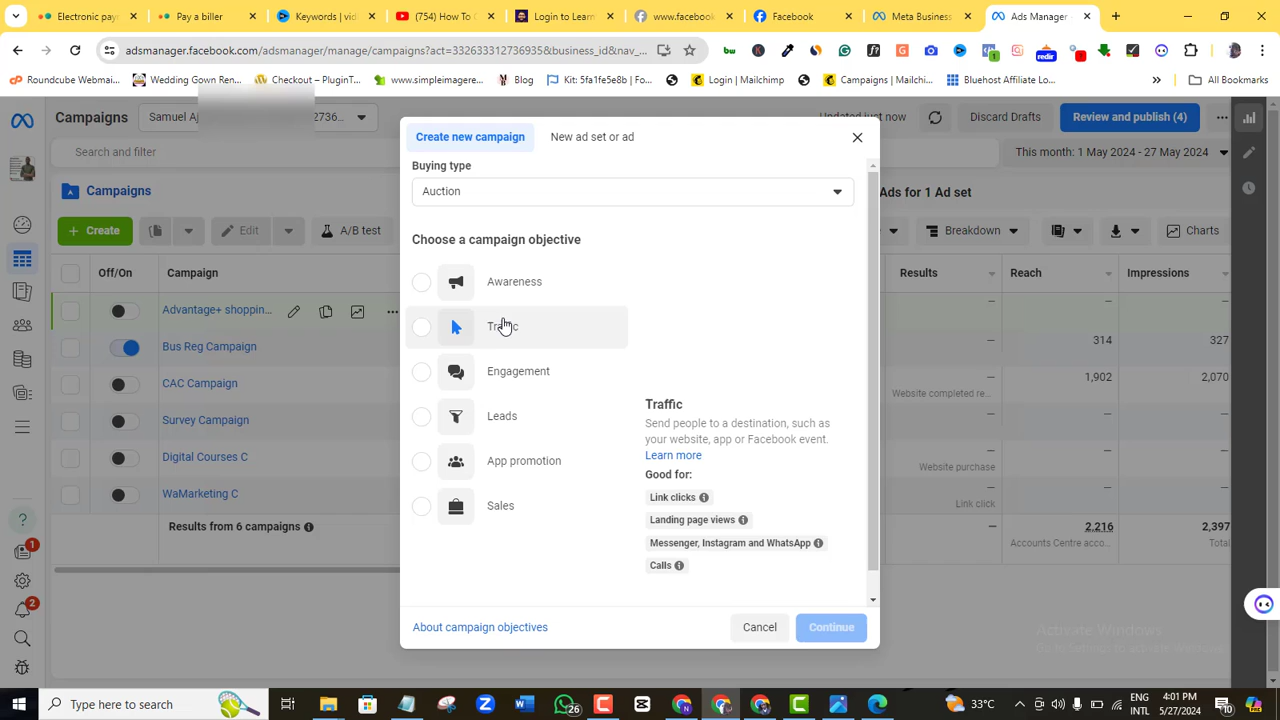 Electronic payc
Pay a biller
Keywords | vid
(754) How To C
Login to Learn
www.facebook
Facebook
Meta Business
Ads Manager -
adsmanager.facebook.com/adsmanager/manage/campaigns?act=332633312736935&business_id&nav_...
Roundcube Webmai...
Wedding Gown Ren...
Checkout – PluginT...
www.simpleimagere...
Blog
Kit: 5fa1fe5e8b | Fo...
Login | Mailchimp
Campaigns | Mailchi...
Bluehost Affiliate Lo...
All Bookmarks
Campaigns
Samuel Aj
2736...
Updated just now
Discard Drafts
Review and publish (4)
Search and filter
This month: 1 May 2024 - 27 May 2024
Campaigns
Ads for 1 Ad set
Create
Edit
A/B test
Breakdown
Charts
Off/On
Campaign
Results
Reach
Impressions
Advantage+ shoppin...
Bus Reg Campaign
314
327
CAC Campaign
1,902
2,070
Website completed re...
Survey Campaign
Digital Courses C
Website purchase
WaMarketing C
Link click
Results from 6 campaigns
2,216
2,397
Accounts Centre acco...
Total
Create new campaign
New ad set or ad
Buying type
Auction
Choose a campaign objective
Awareness
Traffic
Engagement
Leads
App promotion
Sales
Traffic
Send people to a destination, such as
your website, app or Facebook event.
Learn more
Good for:
Link clicks
Landing page views
Messenger, Instagram and WhatsApp
Calls
About campaign objectives
Cancel
Continue
Activate Windows
1
2
Type here to search
26
33°C
ENG
INTL
4:01 PM
5/27/2024